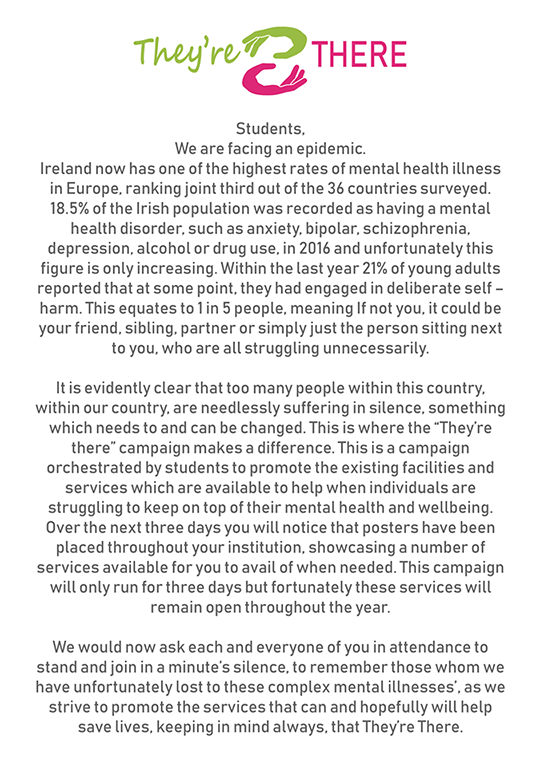 They're THERE
Students,
We are facing an epidemic.
Ireland now has one of the highest rates of mental health illness
in Europe, ranking joint third out of the 36 countries surveyed.
18.5% of the Irish population was recorded as having a mental
health disorder, such as anxiety, bipolar, schizophrenia,
depression, alcohol or drug use, in 2016 and unfortunately this
figure is only increasing. Within the last year 21% of young adults
reported that at some point, they had engaged in deliberate self –
harm. This equates to 1 in 5 people, meaning If not you, it could be
your friend, sibling, partner or simply just the person sitting next
to you, who are all struggling unnecessarily.
It is evidently clear that too many people within this country,
within our country, are needlessly suffering in silence, something
which needs to and can be changed. This is where the “They’re
there” campaign makes a difference. This is a campaign
orchestrated by students to promote the existing facilities and
services which are available to help when individuals are
struggling to keep on top of their mental health and wellbeing.
Over the next three days you will notice that posters have been
placed throughout your institution, showcasing a number of
services available for you to avail of when needed. This campaign
will only run for three days but fortunately these services will
remain open throughout the year.
We would now ask each and everyone of you in attendance to
stand and join in a minute’s silence, to remember those whom we
have unfortunately lost to these complex mental illnesses’, as we
strive to promote the services that can and hopefully will help
save lives, keeping in mind always, that They’re There.